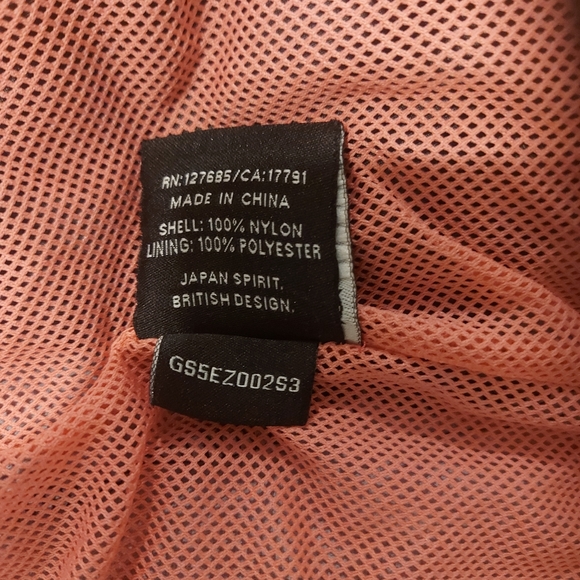 RN:127685/CA:17791
MADE IN CHINA
SHELL: 100% NYLON
LINING: 100% POLYESTER
JAPAN SPIRIT.
BRITISH DESIGN.
GS5EZ002S3